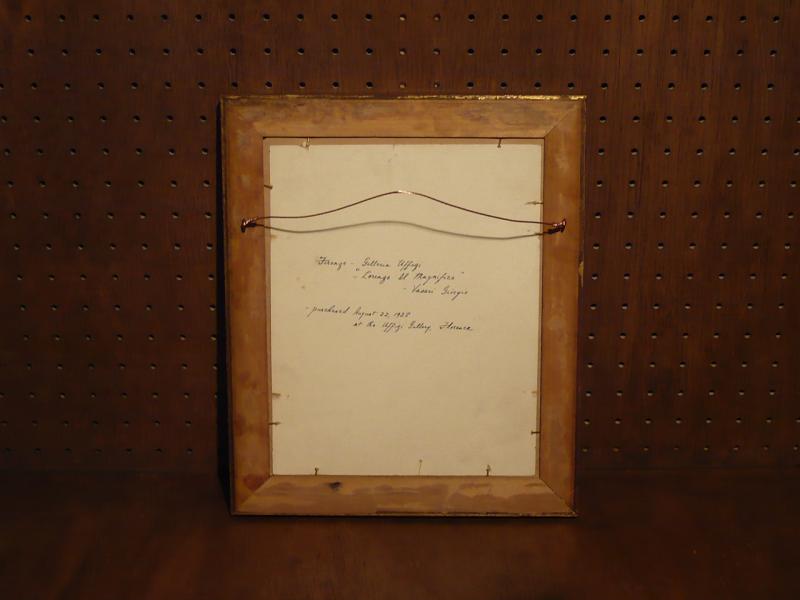 Firenze - Galleria Uffizi
- "Lorenzo Il Magnifico"
- Vasari Giorgio
- purchased August 22, 1928
at the Uffizi Gallery, Florence